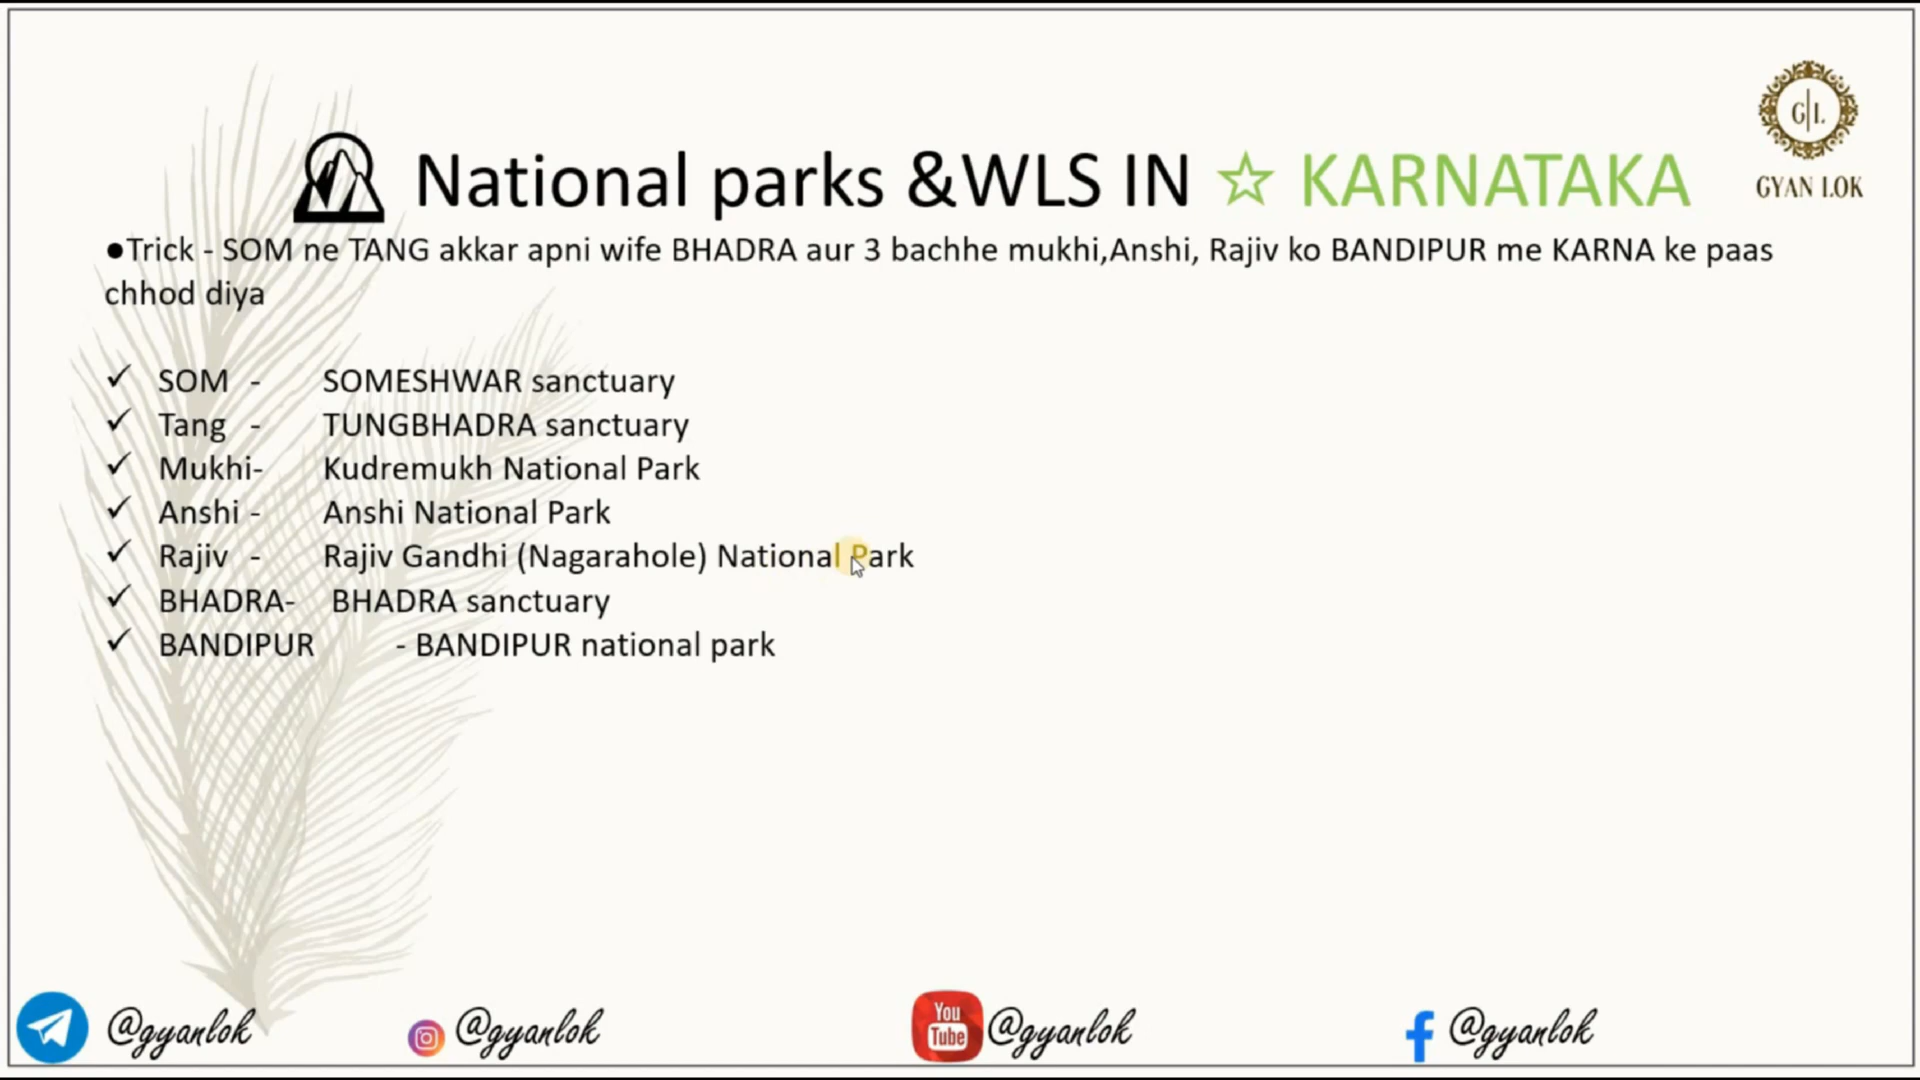 National parks &WLS IN ☆ KARNATAKA
G|L
GYAN LOK
●Trick - SOM ne TANG akkar apni wife BHADRA aur 3 bachhe mukhi,Anshi, Rajiv ko BANDIPUR me KARNA ke paas
chhod diya
✓ SOM - SOMESHWAR sanctuary
✓ Tang - TUNGBHADRA sanctuary
✓ Mukhi- Kudremukh National Park
✓ Anshi - Anshi National Park
✓ Rajiv - Rajiv Gandhi (Nagarahole) National Park
✓ BHADRA- BHADRA sanctuary
✓ BANDIPUR - BANDIPUR national park
@gyanlok
@gyanlok
You
Tube
@gyanlok
@gyanlok